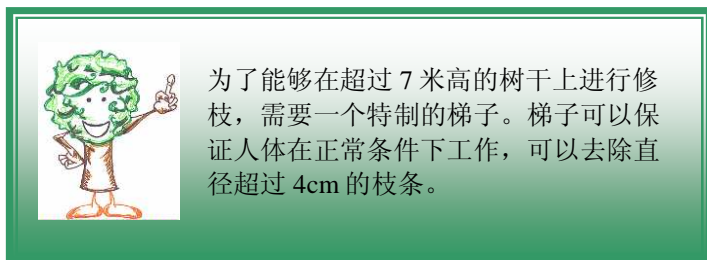 为了能够在超过 7 米高的树干上进行修
枝，需要一个特制的梯子。梯子可以保
证人体在正常条件下工作，可以去除直
径超过 4cm 的枝条。